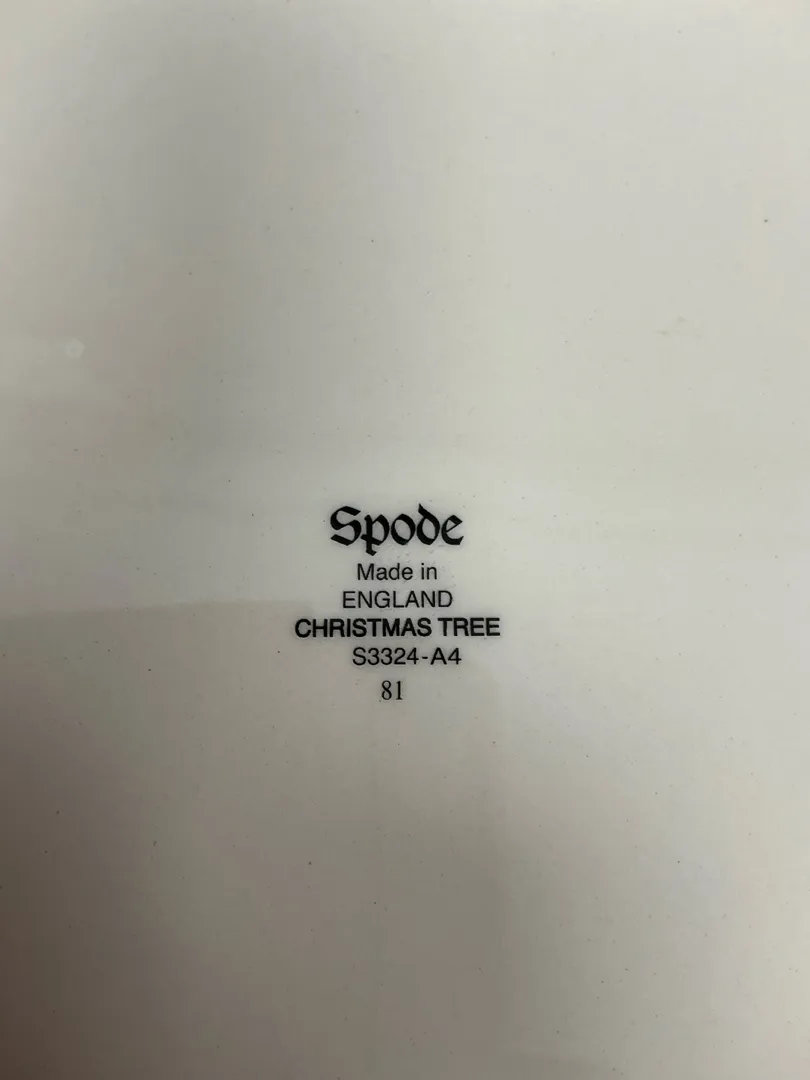 Spode
Made in
ENGLAND
CHRISTMAS TREE
S3324-A4
81